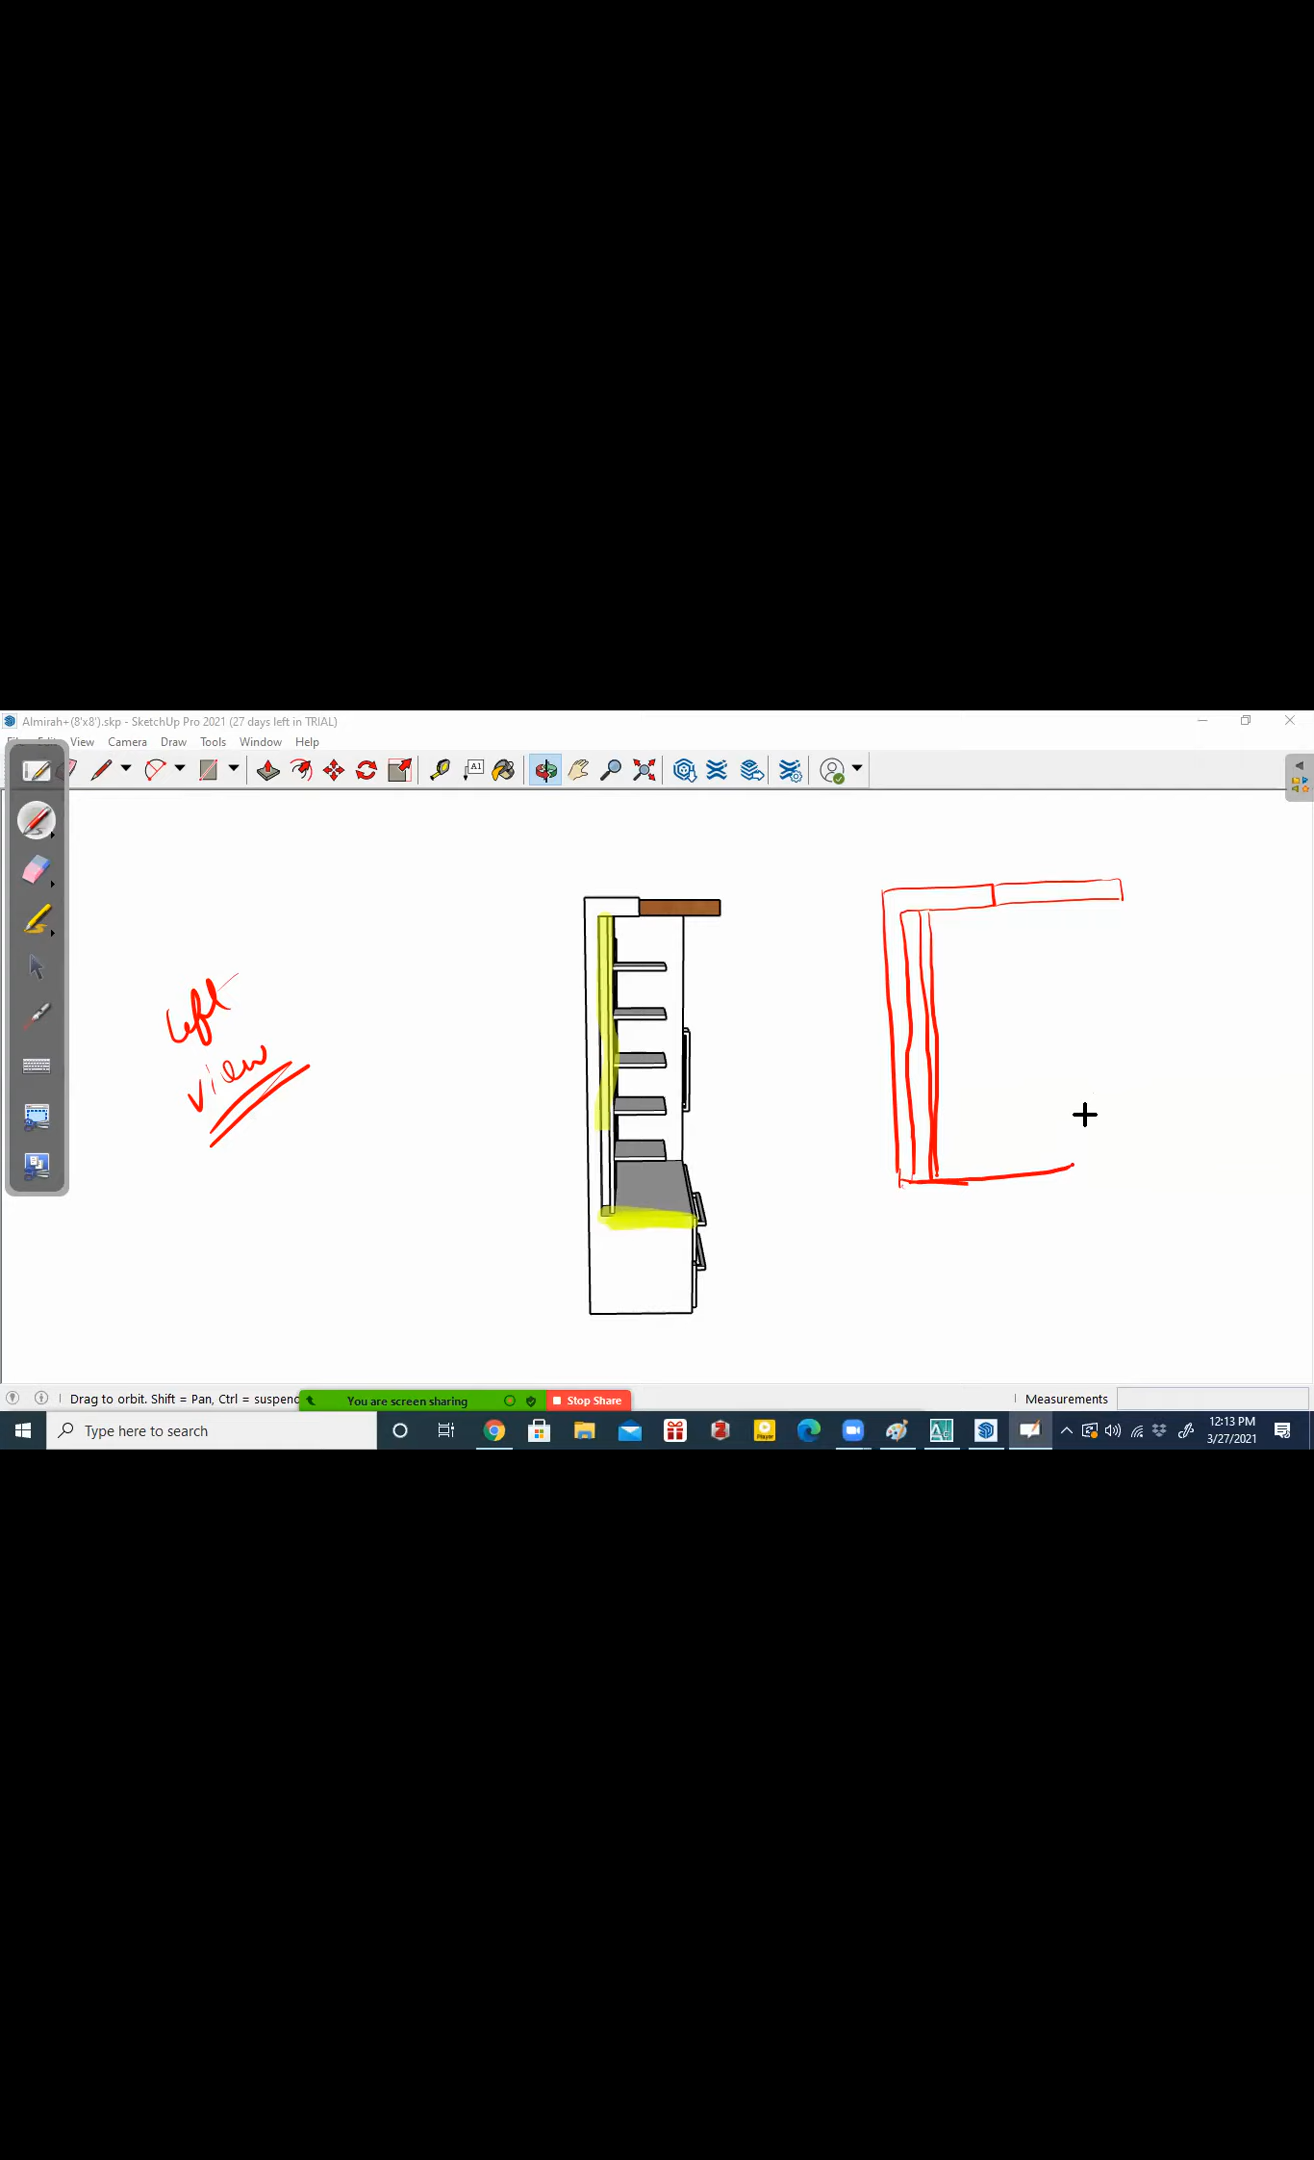 Almirah+(8'x8').skp - SketchUp Pro 2021 (27 days left in TRIAL)
View Camera Draw Tools Window Help
A1
Left
view
Drag to orbit. Shift = Pan, Ctrl = suspend
You are screen sharing
Stop Share
Measurements
Type here to search
Player
12:13 PM
3/27/2021